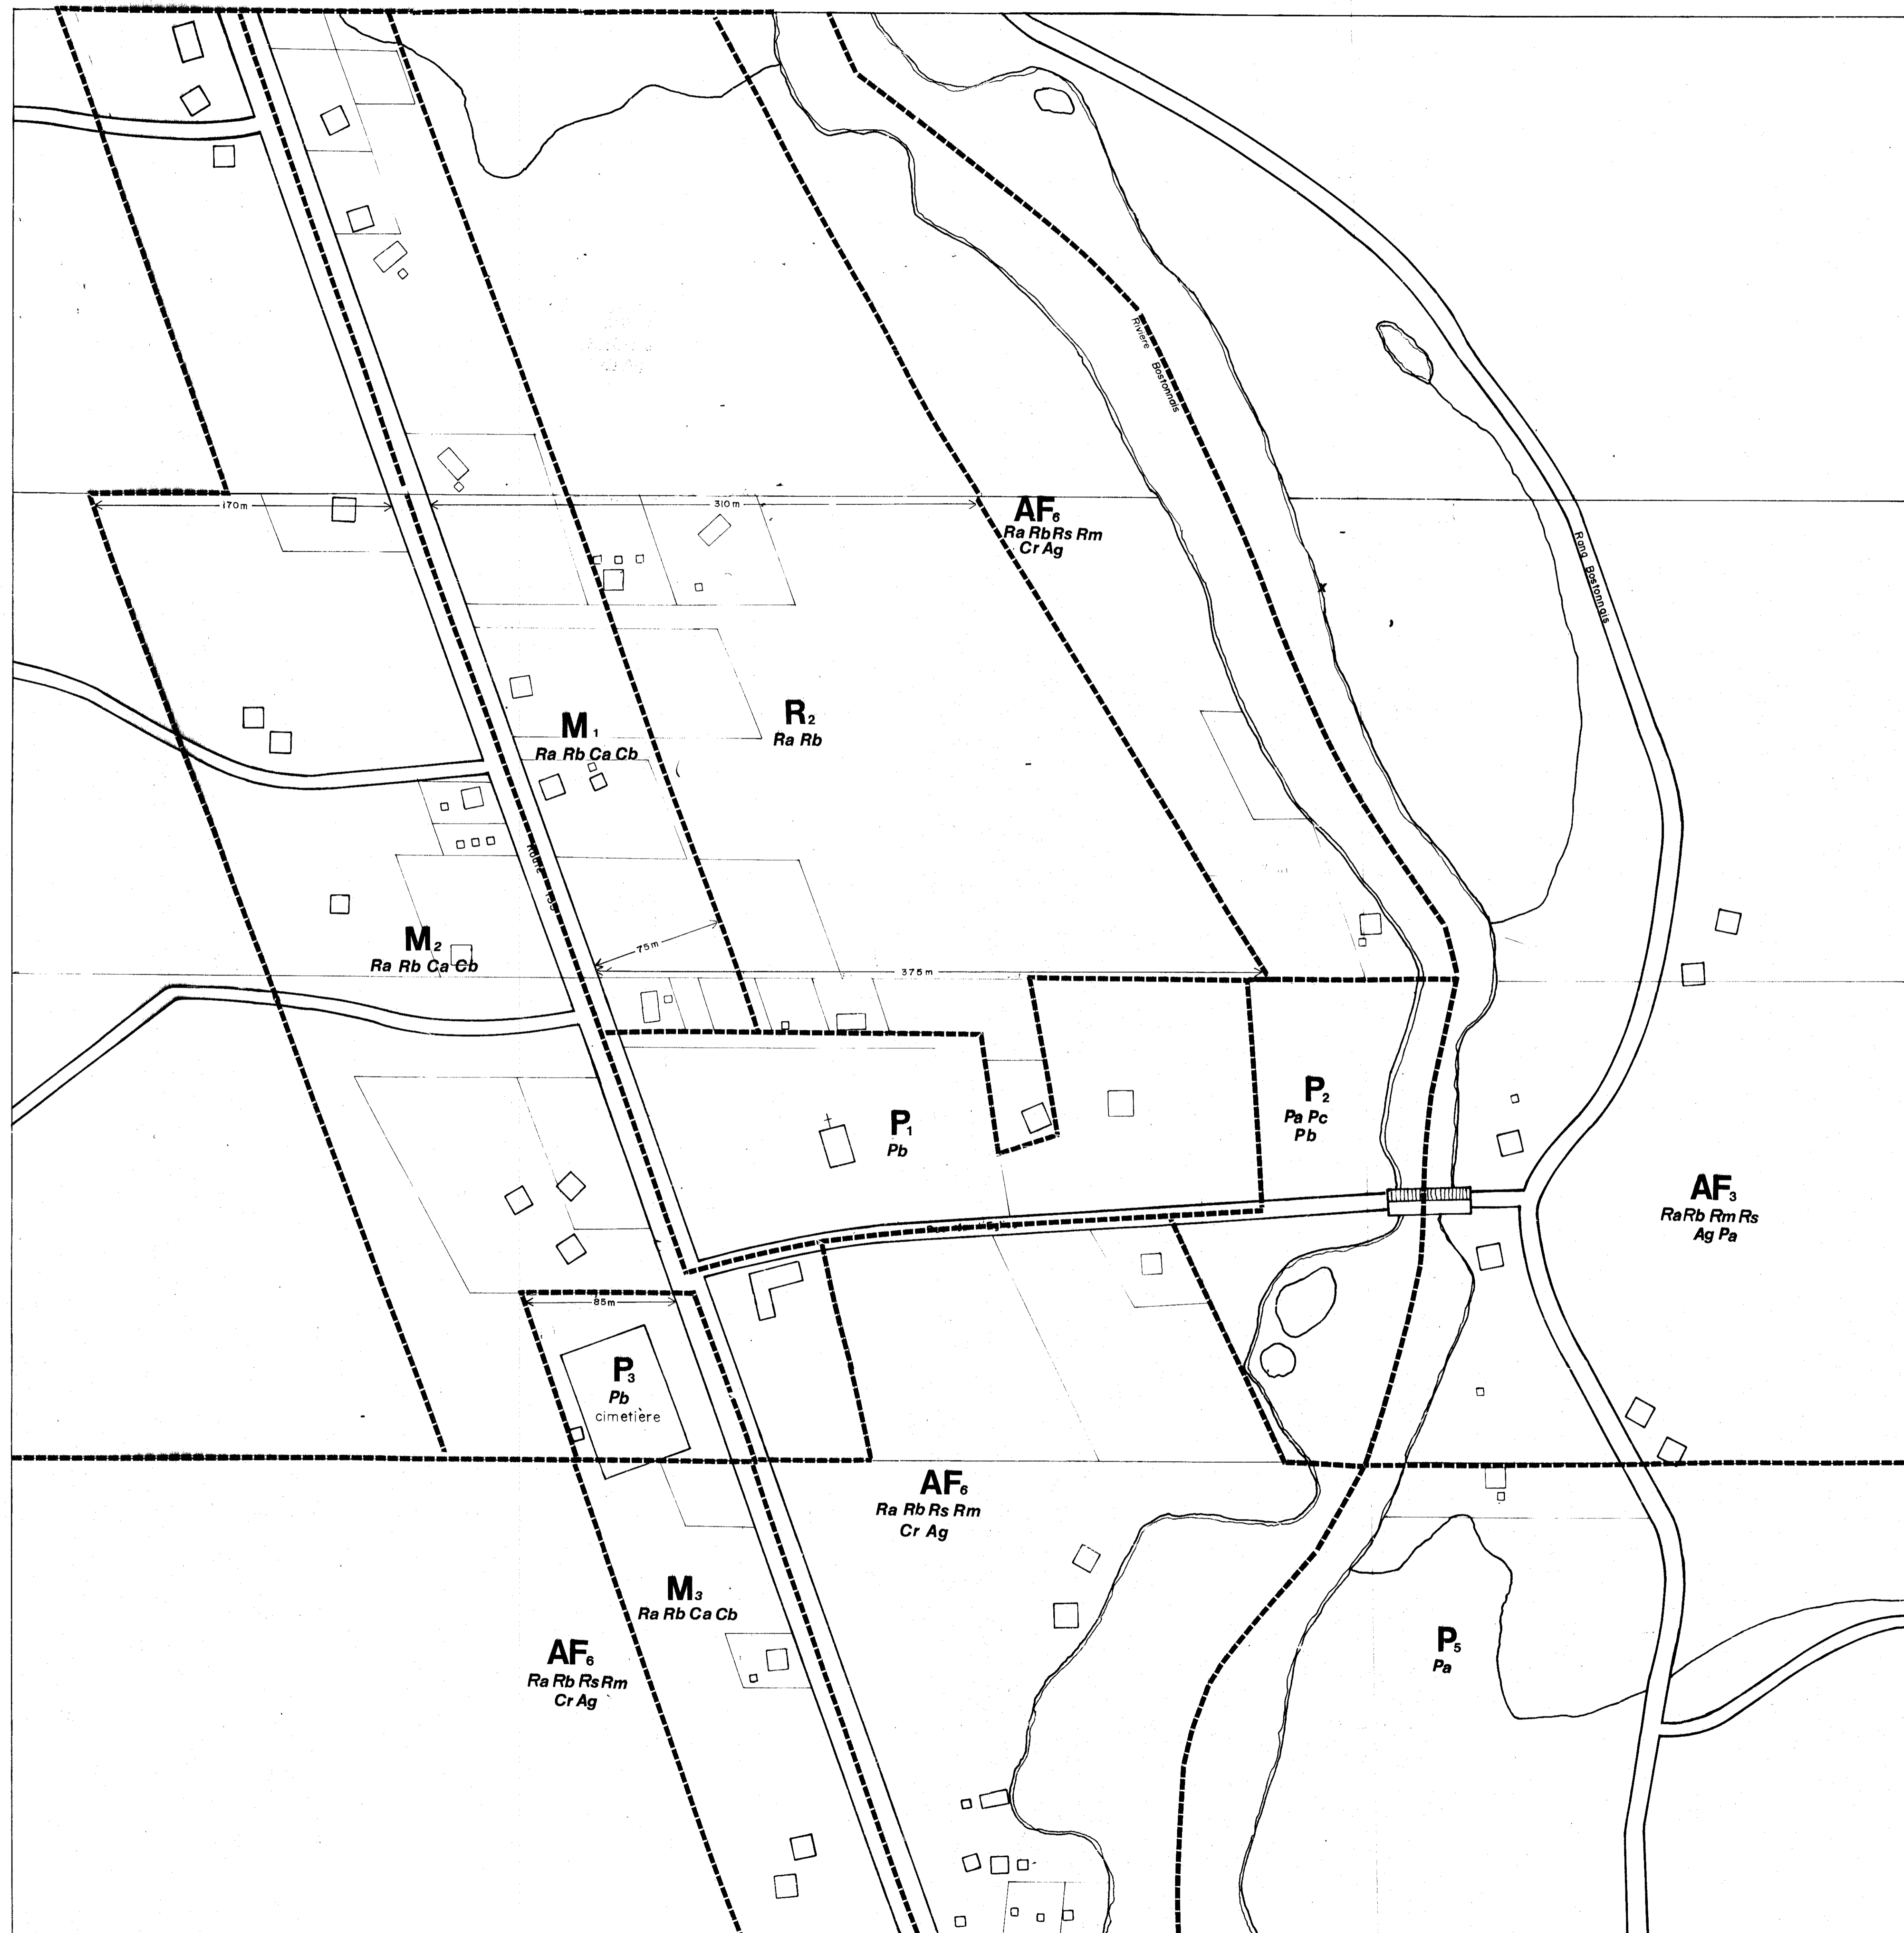 Rivière Bostonnais
170m
310m
AF6
Ra Rb Rs Rm
Cr Ag
Rang Bostonnais
M1
Ra Rb Ca Cb
R2
Ra Rb
Route 155
M2
Ra Rb Ca Cb
75m
375m
P1
Pb
P2
Pa Pc
Pb
AF3
Ra Rb Rm Rs
Ag Pa
85m
P3
Pb
cimetière
AF6
Ra Rb Rs Rm
Cr Ag
M3
Ra Rb Ca Cb
AF6
Ra Rb Rs Rm
Cr Ag
P5
Pa